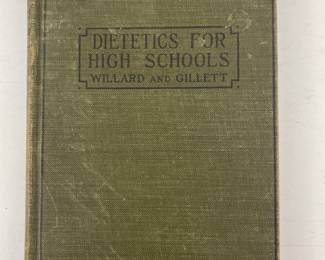 DIETETICS FOR
HIGH SCHOOLS
WILLARD AND GILLETT